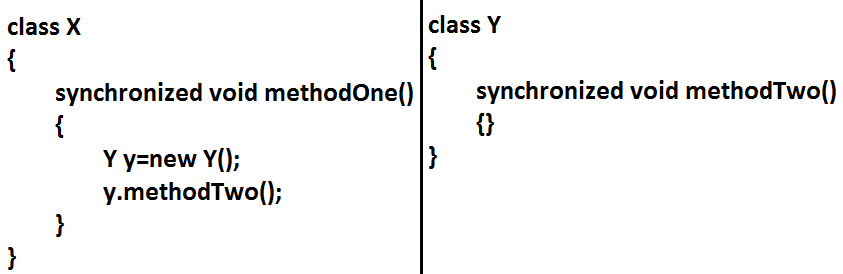 class X
{
synchronized void methodOne()
{
Y y=new Y();
y.methodTwo();
}
}
class Y
{
synchronized void methodTwo()
{}
}